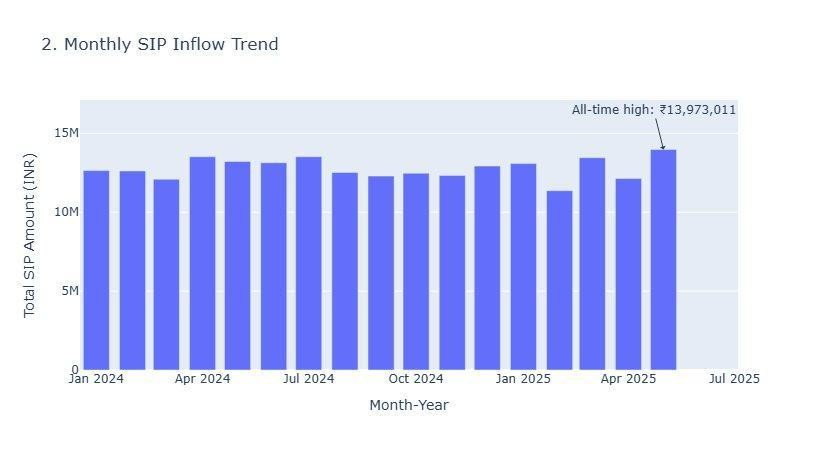 2. Monthly SIP Inflow Trend
All-time high: ₹13,973,011
15M
10M
5M
0
Total SIP Amount (INR)
Jan 2024 Apr 2024 Jul 2024 Oct 2024 Jan 2025 Apr 2025 Jul 2025
Month-Year